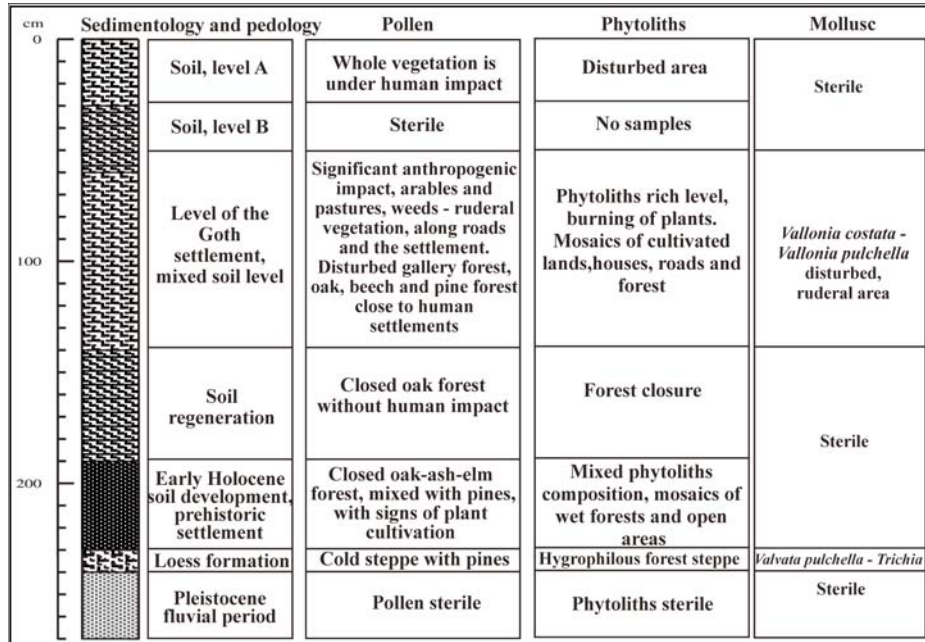 cm
Sedimentology and pedology
Pollen
Phytoliths
Mollusc
0
100
200
Soil, level A
Whole vegetation is
under human impact
Disturbed area
Sterile
Soil, level B
Sterile
No samples
Level of the
Goth
settlement,
mixed soil level
Significant anthropogenic
impact, arables and
pastures, weeds - ruderal
vegetation, along roads
and the settlement.
Disturbed gallery forest,
oak, beech and pine forest
close to human
settlements
Phytoliths rich level,
burning of plants.
Mosaics of cultivated
lands,houses, roads and
forest
Vallonia costata -
Vallonia pulchella
disturbed,
ruderal area
Soil
regeneration
Closed oak forest
without human impact
Forest closure
Sterile
Early Holocene
soil development,
prehistoric
settlement
Closed oak-ash-elm
forest, mixed with pines,
with signs of plant
cultivation
Mixed phytoliths
composition, mosaics of
wet forests and open
areas
Loess formation
Cold steppe with pines
Hygrophilous forest steppe
Valvata pulchella - Trichia
Pleistocene
fluvial period
Pollen sterile
Phytoliths sterile
Sterile